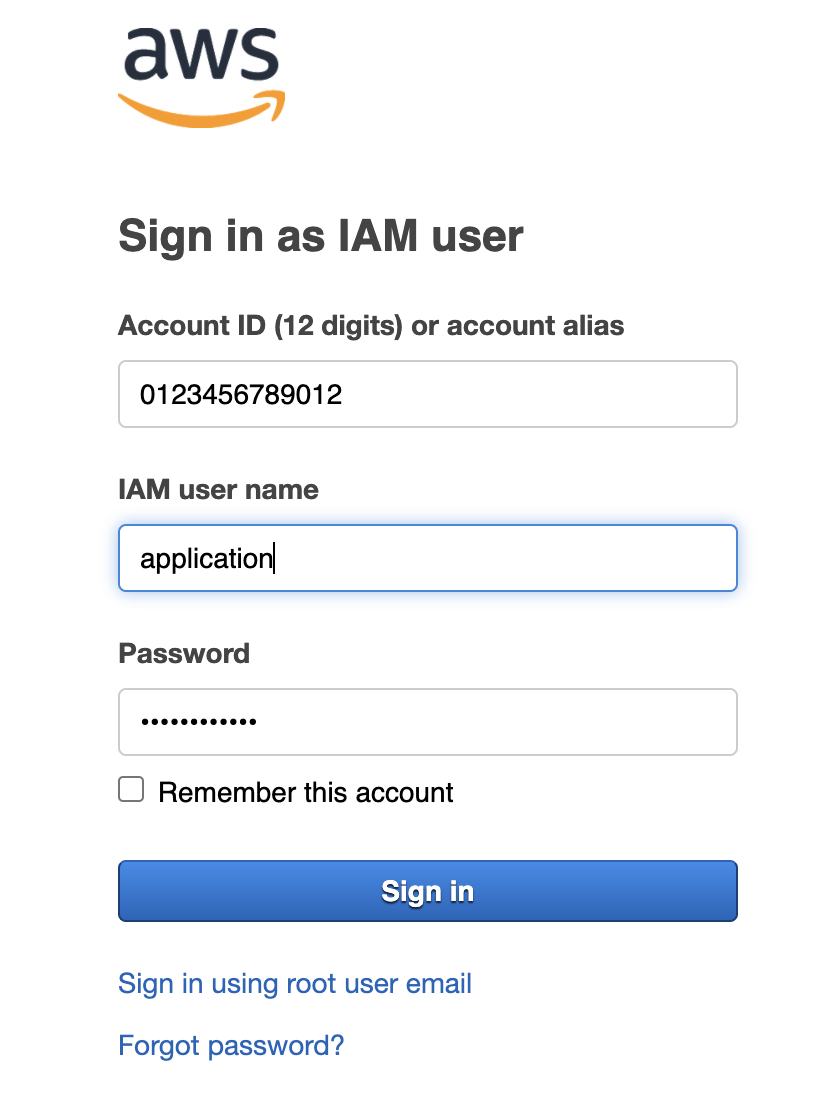 aws
Sign in as IAM user
Account ID (12 digits) or account alias
0123456789012
IAM user name
application
Password
••••••••••••
Remember this account
Sign in
Sign in using root user email
Forgot password?